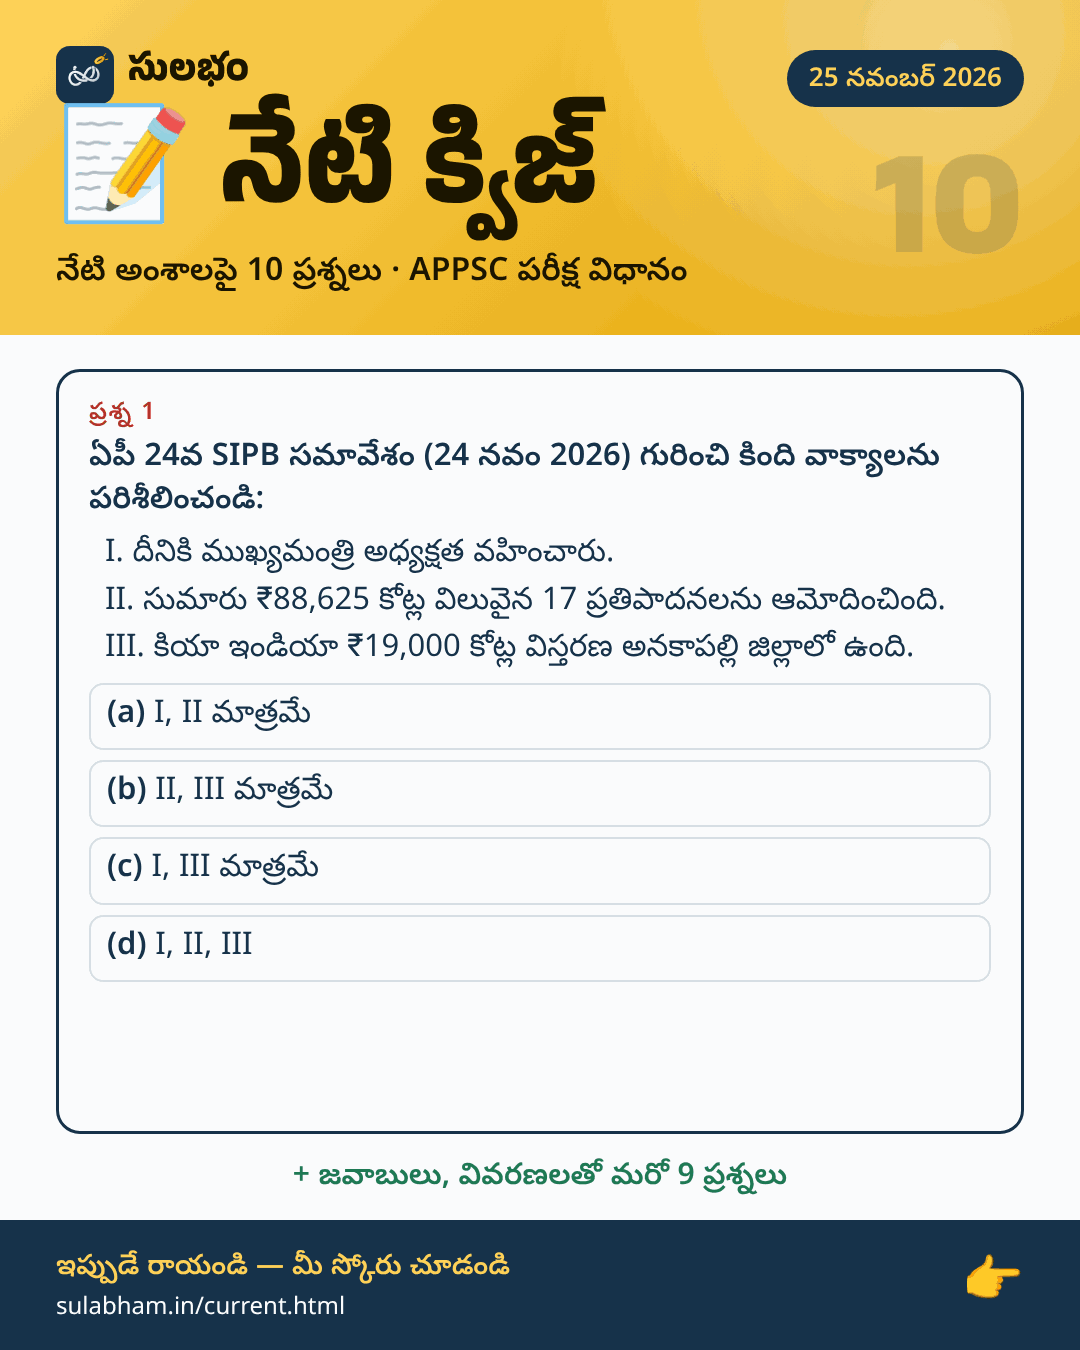 సులభం
25 నవంబర్ 2026
నేటి క్విజ్
10
నేటి అంశాలపై 10 ప్రశ్నలు · APPSC పరీక్ష విధానం
ప్రశ్న 1
ఏపీ 24వ SIPB సమావేశం (24 నవం 2026) గురించి కింది వాక్యాలను
పరిశీలించండి:
I. దీనికి ముఖ్యమంత్రి అధ్యక్షత వహించారు.
II. సుమారు ₹88,625 కోట్ల విలువైన 17 ప్రతిపాదనలను ఆమోదించింది.
III. కియా ఇండియా ₹19,000 కోట్ల విస్తరణ అనకాపల్లి జిల్లాలో ఉంది.
(a) I, II మాత్రమే
(b) II, III మాత్రమే
(c) I, III మాత్రమే
(d) I, II, III
+ జవాబులు, వివరణలతో మరో 9 ప్రశ్నలు
ఇప్పుడే రాయండి — మీ స్కోరు చూడండి
sulabham.in/current.html